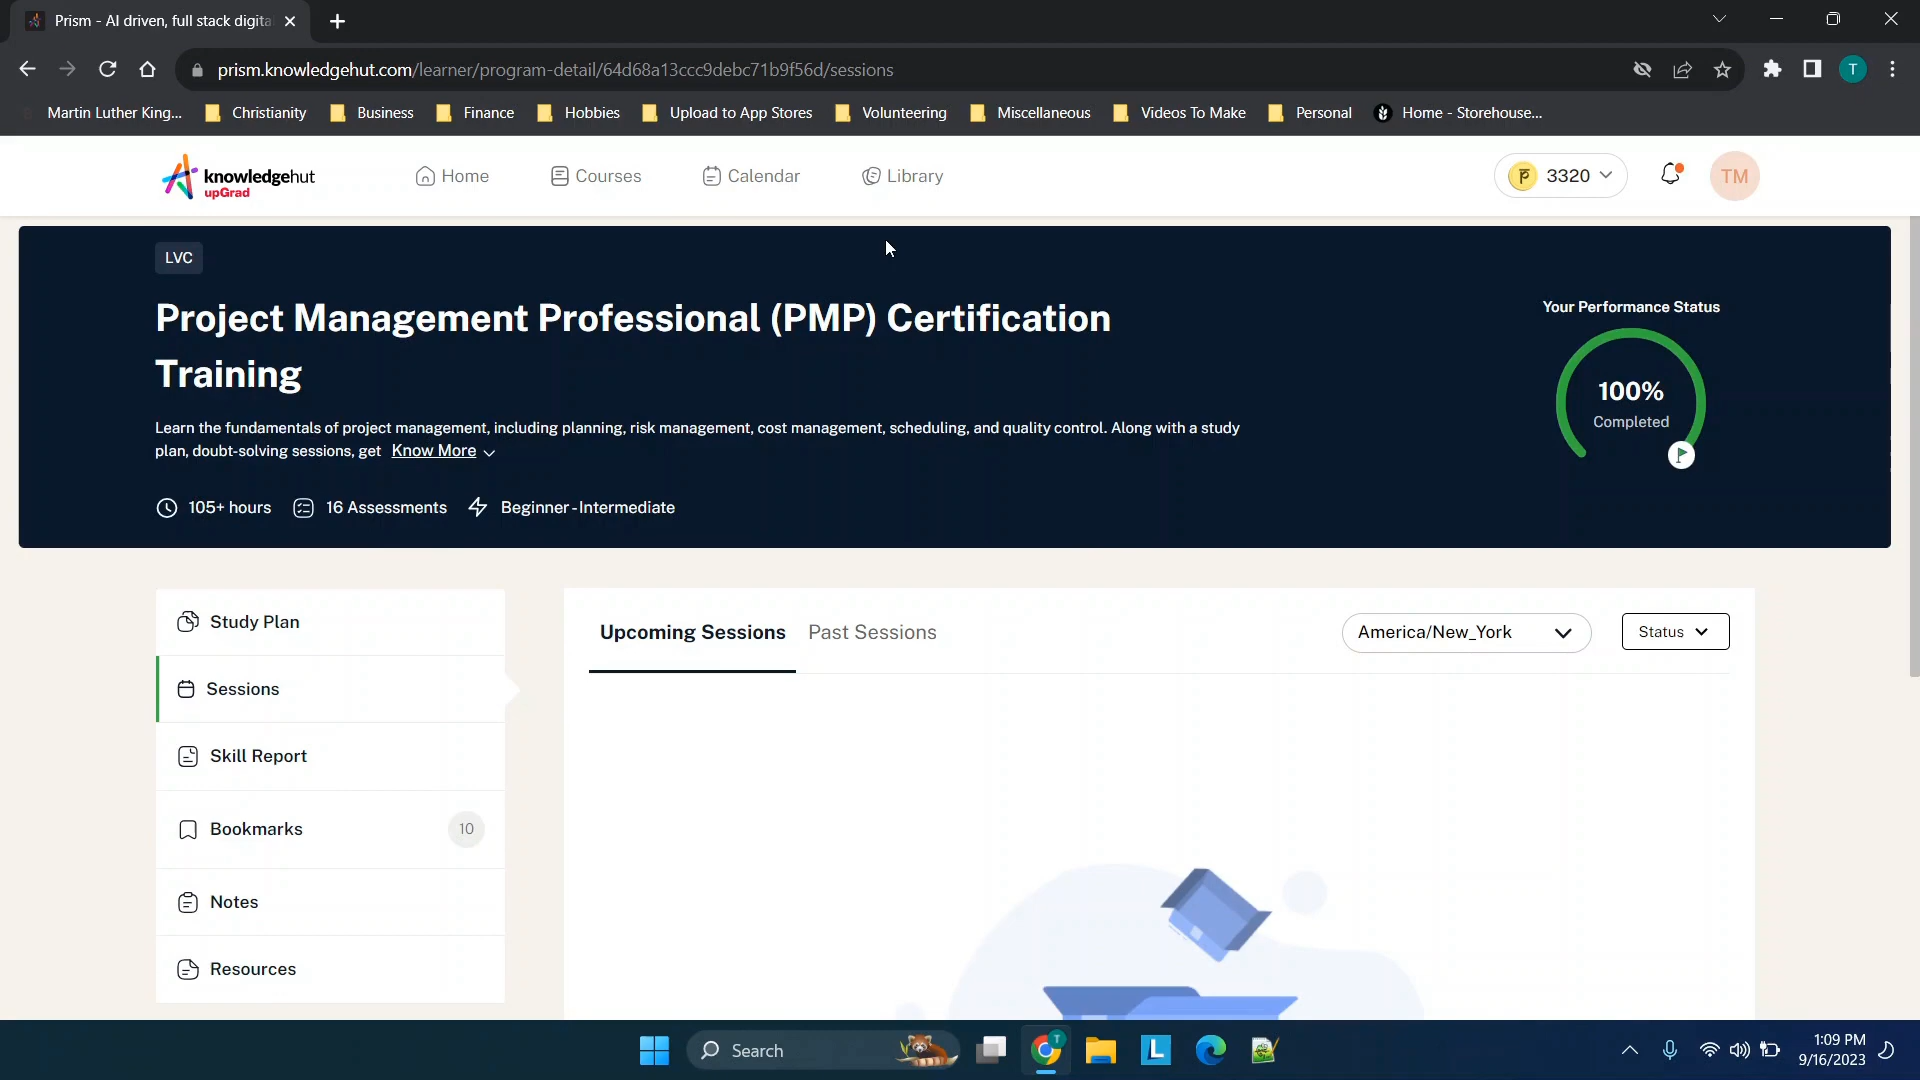 Prism - AI driven, full stack digita
prism.knowledgehut.com/learner/program-detail/64d68a13ccc9debc71b9f56d/sessions
T
Martin Luther King... Christianity Business Finance Hobbies Upload to App Stores Volunteering Miscellaneous Videos To Make Personal Home - Storehouse...
knowledgehut
upGrad
Home Courses Calendar Library
3320
TM
LVC
Project Management Professional (PMP) Certification
Training
Learn the fundamentals of project management, including planning, risk management, cost management, scheduling, and quality control. Along with a study
plan, doubt-solving sessions, get Know More
105+ hours 16 Assessments Beginner-Intermediate
Your Performance Status
100%
Completed
Study Plan
Sessions
Skill Report
Bookmarks 10
Notes
Resources
Upcoming Sessions Past Sessions America/New_York Status
Search
T
L
1:09 PM
9/16/2023